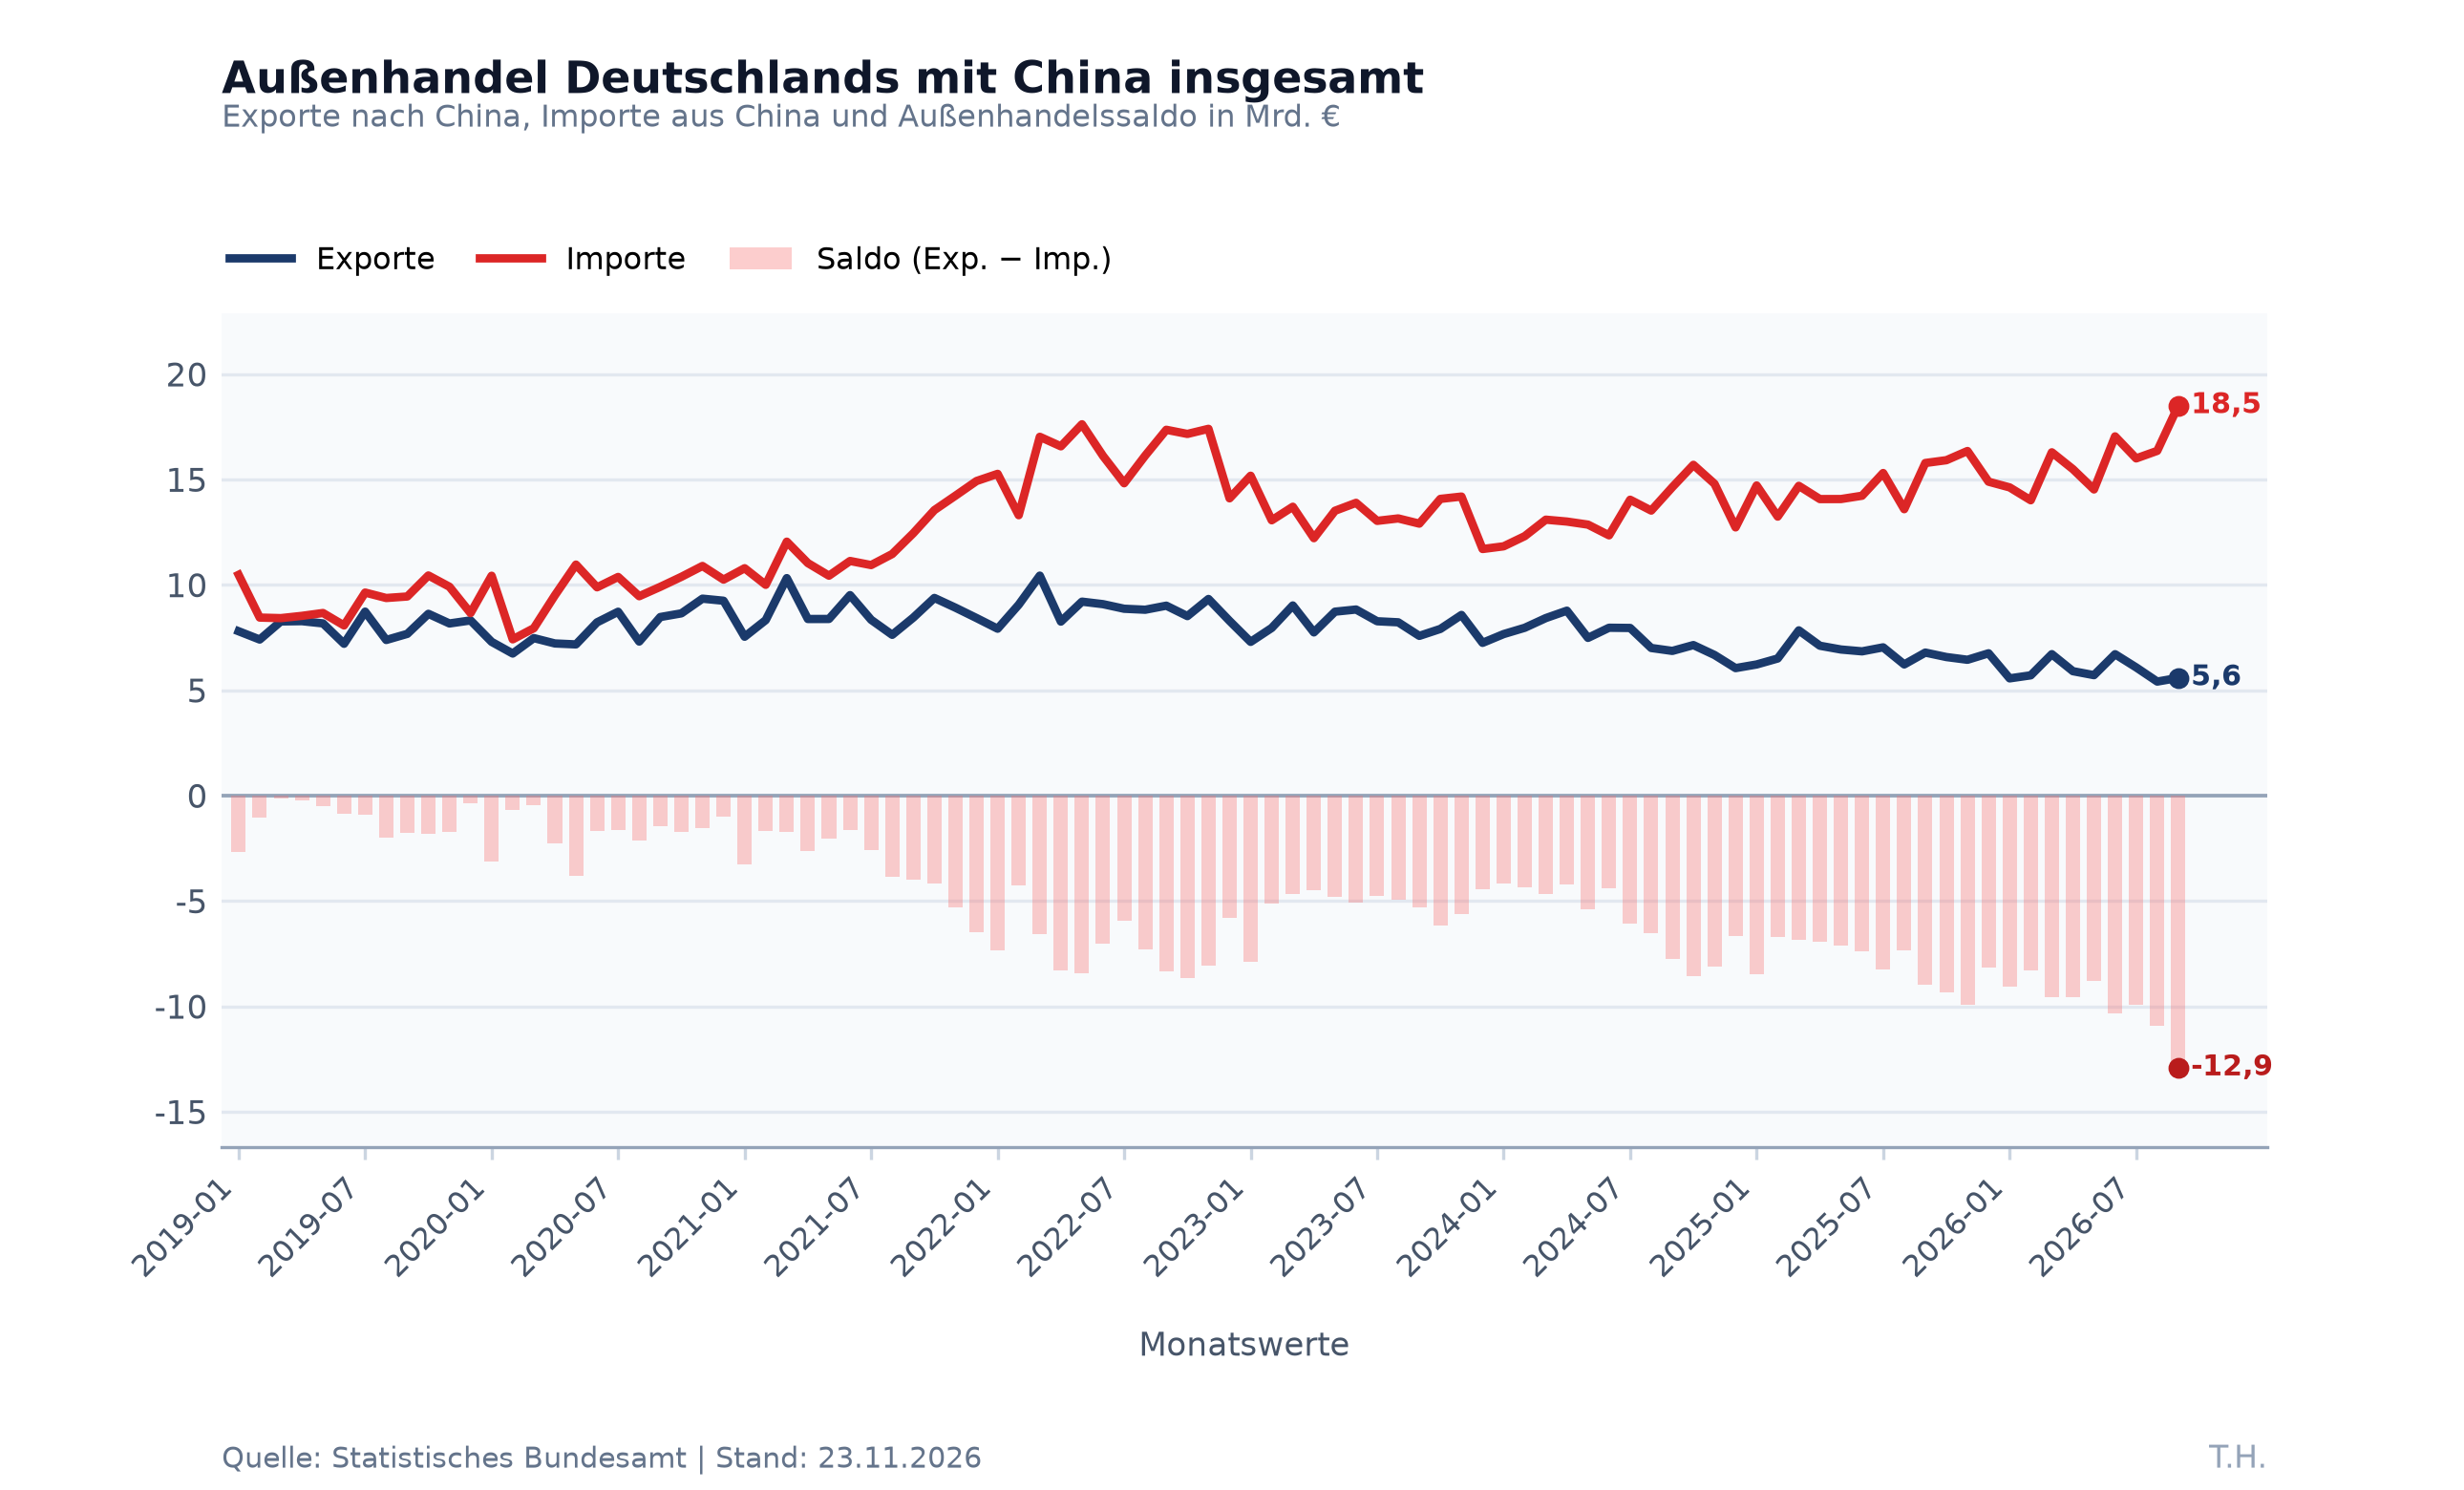 Außenhandel Deutschlands mit China insgesamt
Exporte nach China, Importe aus China und Außenhandelssaldo in Mrd. €
Exporte Importe Saldo (Exp. − Imp.)
20
18,5
15
10
5
5,6
0
-5
-10
-12,9
-15
2019-01 2019-07 2020-01 2020-07 2021-01 2021-07 2022-01 2022-07 2023-01 2023-07 2024-01 2024-07 2025-01 2025-07 2026-01 2026-07
Monatswerte
Quelle: Statistisches Bundesamt | Stand: 23.11.2026 T.H.